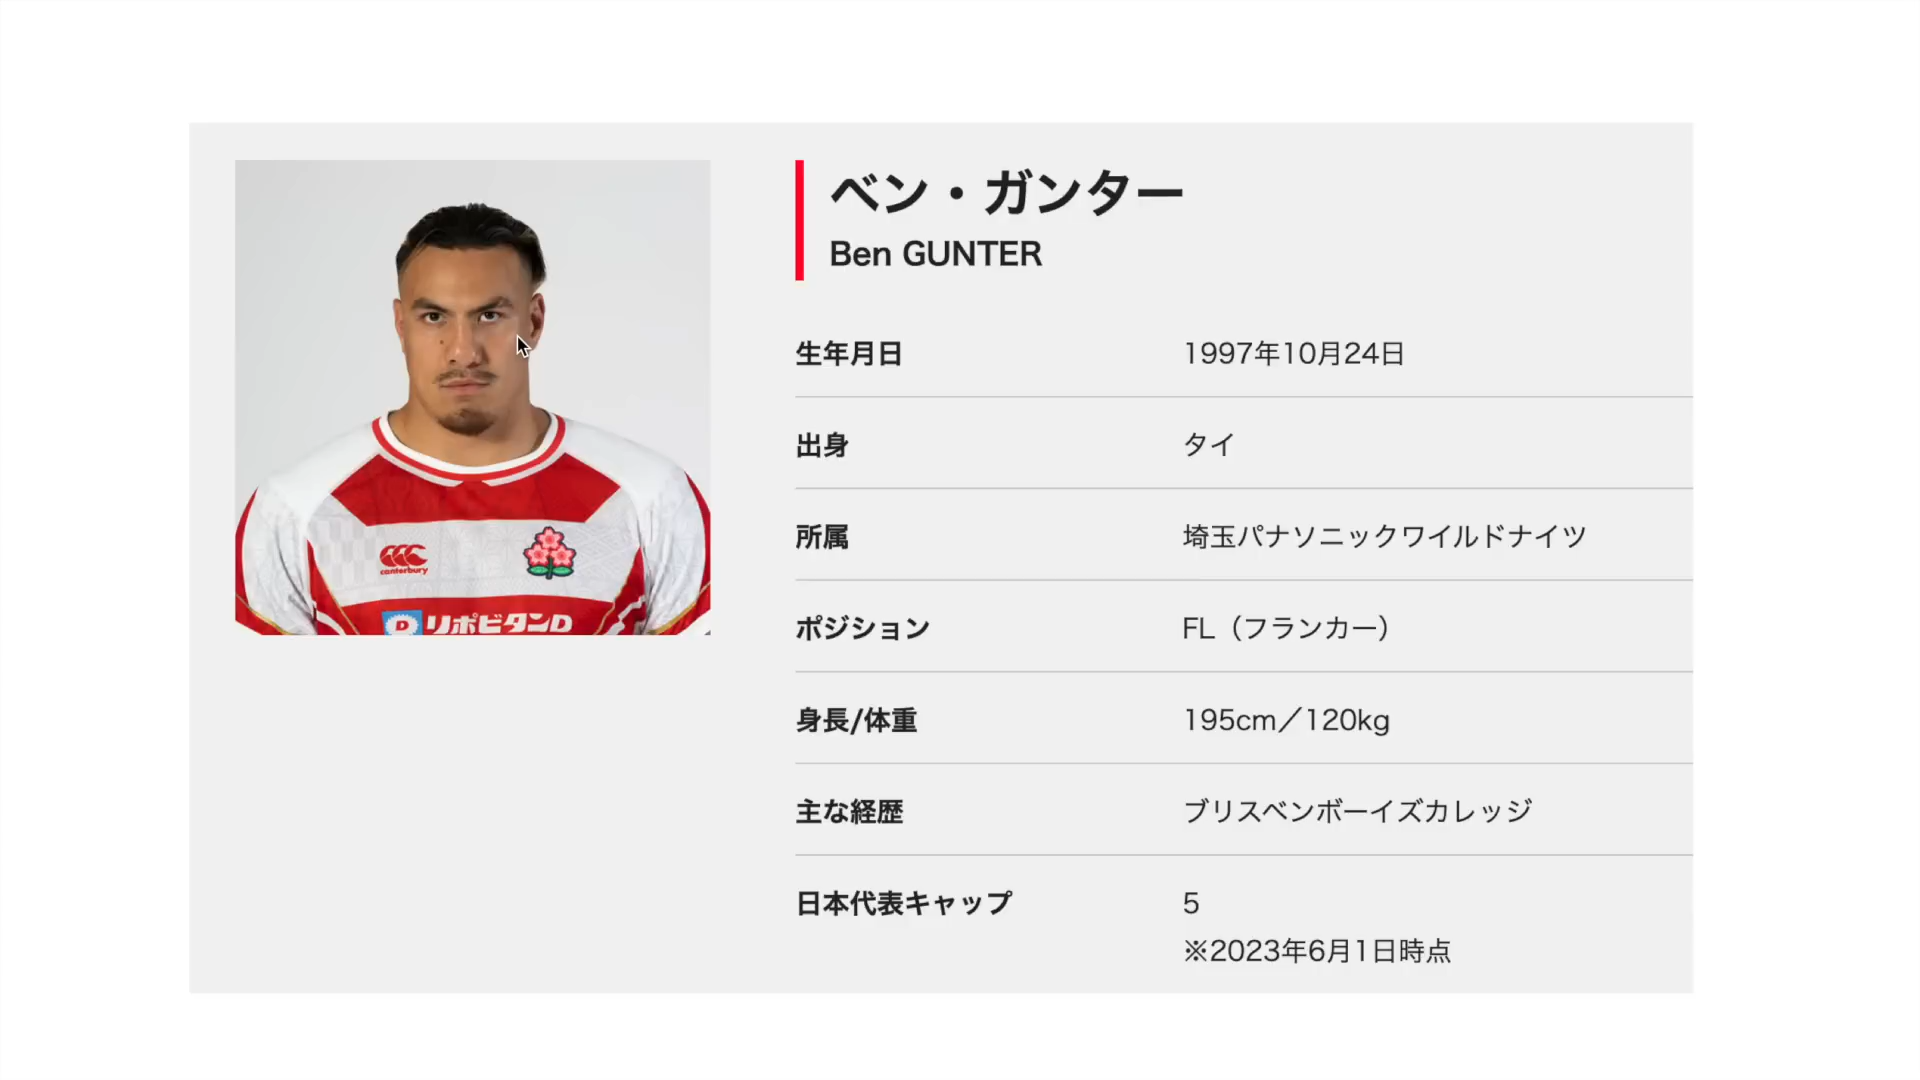 ベン・ガンター
Ben GUNTER
生年月日 1997年10月24日
出身 タイ
所属 埼玉パナソニックワイルドナイツ
ポジション FL（フランカー）
身長/体重 195cm／120kg
主な経歴 ブリスベンボーイズカレッジ
日本代表キャップ 5
※2023年6月1日時点
canterbury
D リポビタンD